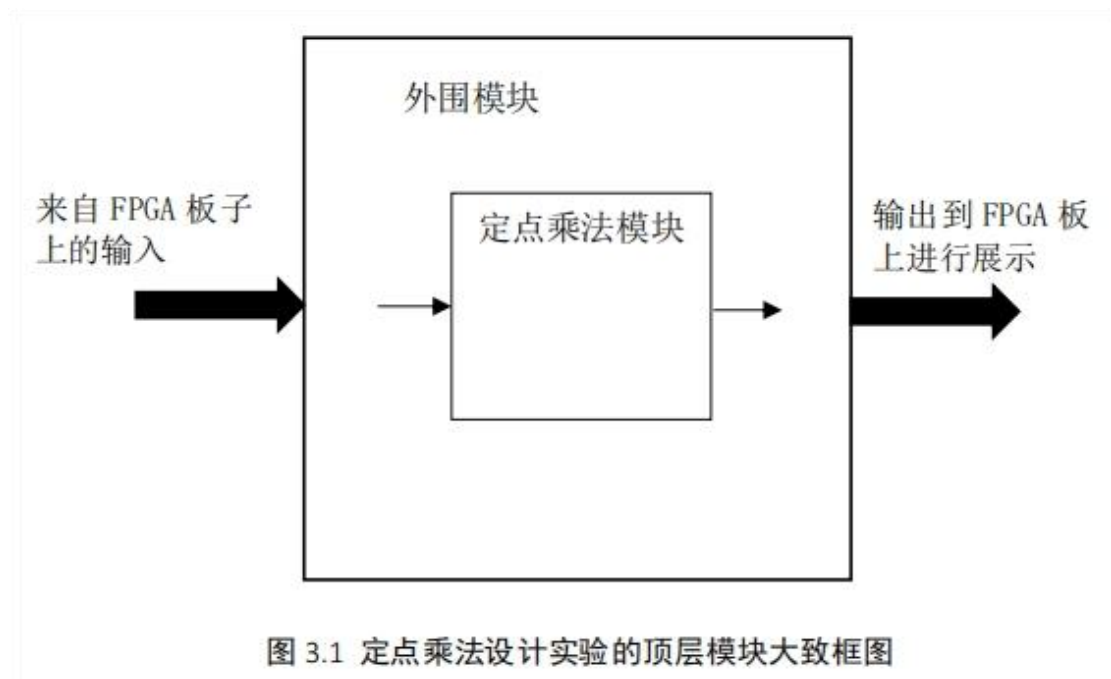 外围模块
来自 FPGA 板子
上的输入
定点乘法模块
输出到 FPGA 板
上进行展示
图 3.1 定点乘法设计实验的顶层模块大致框图